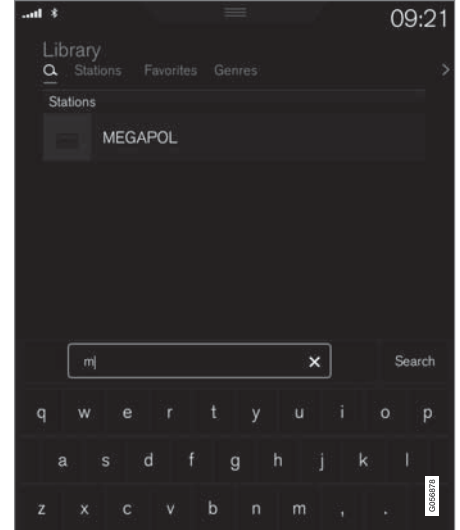 09:21
Library
Stations Favorites Genres
Stations
MEGAPOL
m
Search
q w e r t y u i o p
a s d f g h j k l
z x c v b n m , .
G056878